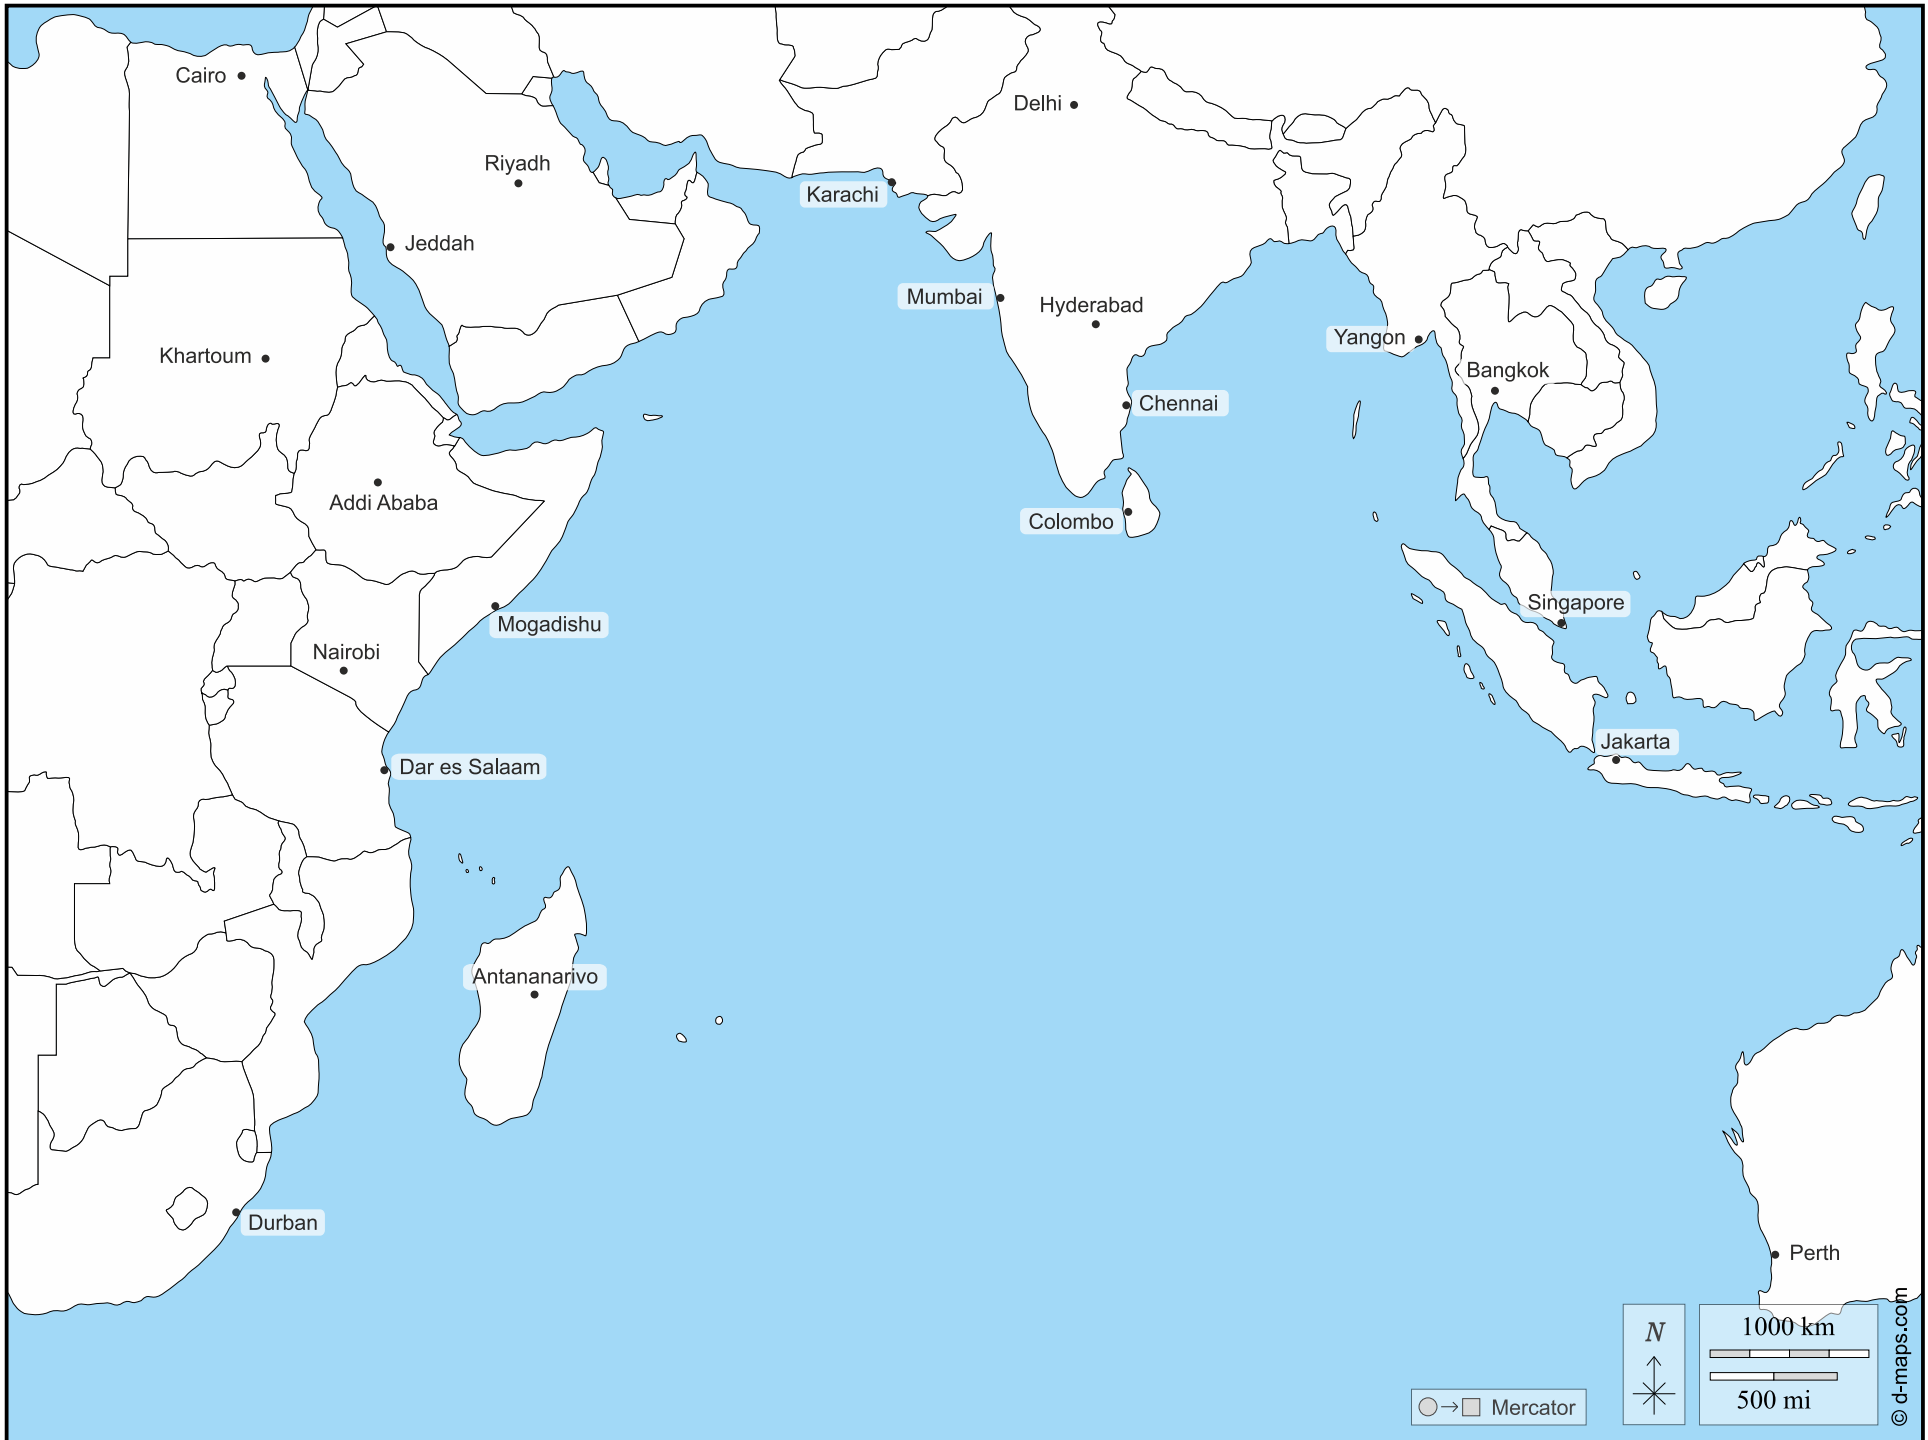 Cairo
Delhi
Riyadh
Karachi
Jeddah
Mumbai
Hyderabad
Yangon
Khartoum
Bangkok
Chennai
Addi Ababa
Colombo
Singapore
Mogadishu
Nairobi
Jakarta
Dar es Salaam
Antananarivo
Durban
Perth
N
1000 km
500 mi
Mercator
© d-maps.com